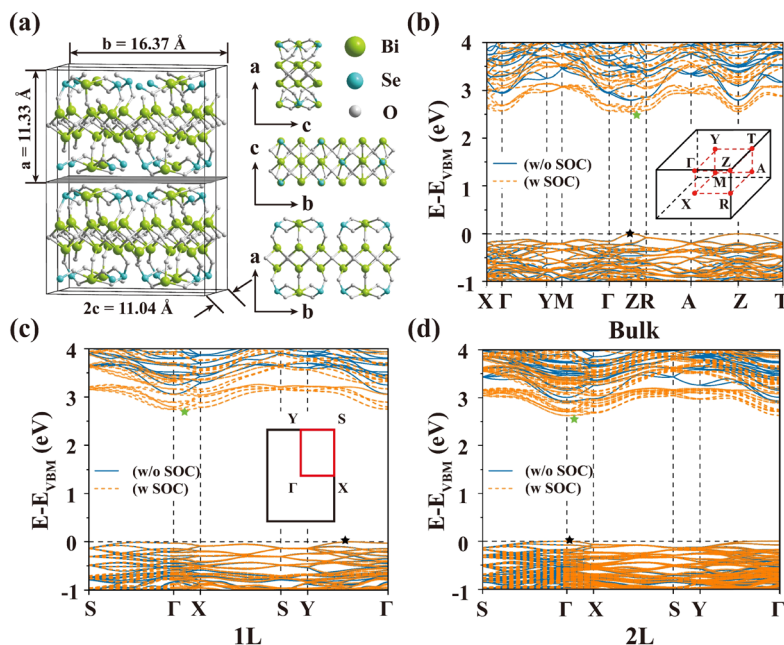 (a)
b = 16.37 Å
a = 11.33 Å
2c = 11.04 Å
a
c
c
b
a
b
Bi
Se
O
(b)
E-E_VBM (eV)
4
3
2
1
0
-1
(w/o SOC)
(w SOC)
Y
T
Γ
Z
A
M
X
R
X Γ Y M Γ Z R A Z T
Bulk
(c)
E-E_VBM (eV)
4
3
2
1
0
-1
(w/o SOC)
(w SOC)
Y S
Γ X
S Γ X S Y Γ
1L
(d)
E-E_VBM (eV)
4
3
2
1
0
-1
(w/o SOC)
(w SOC)
S Γ X S Y Γ
2L